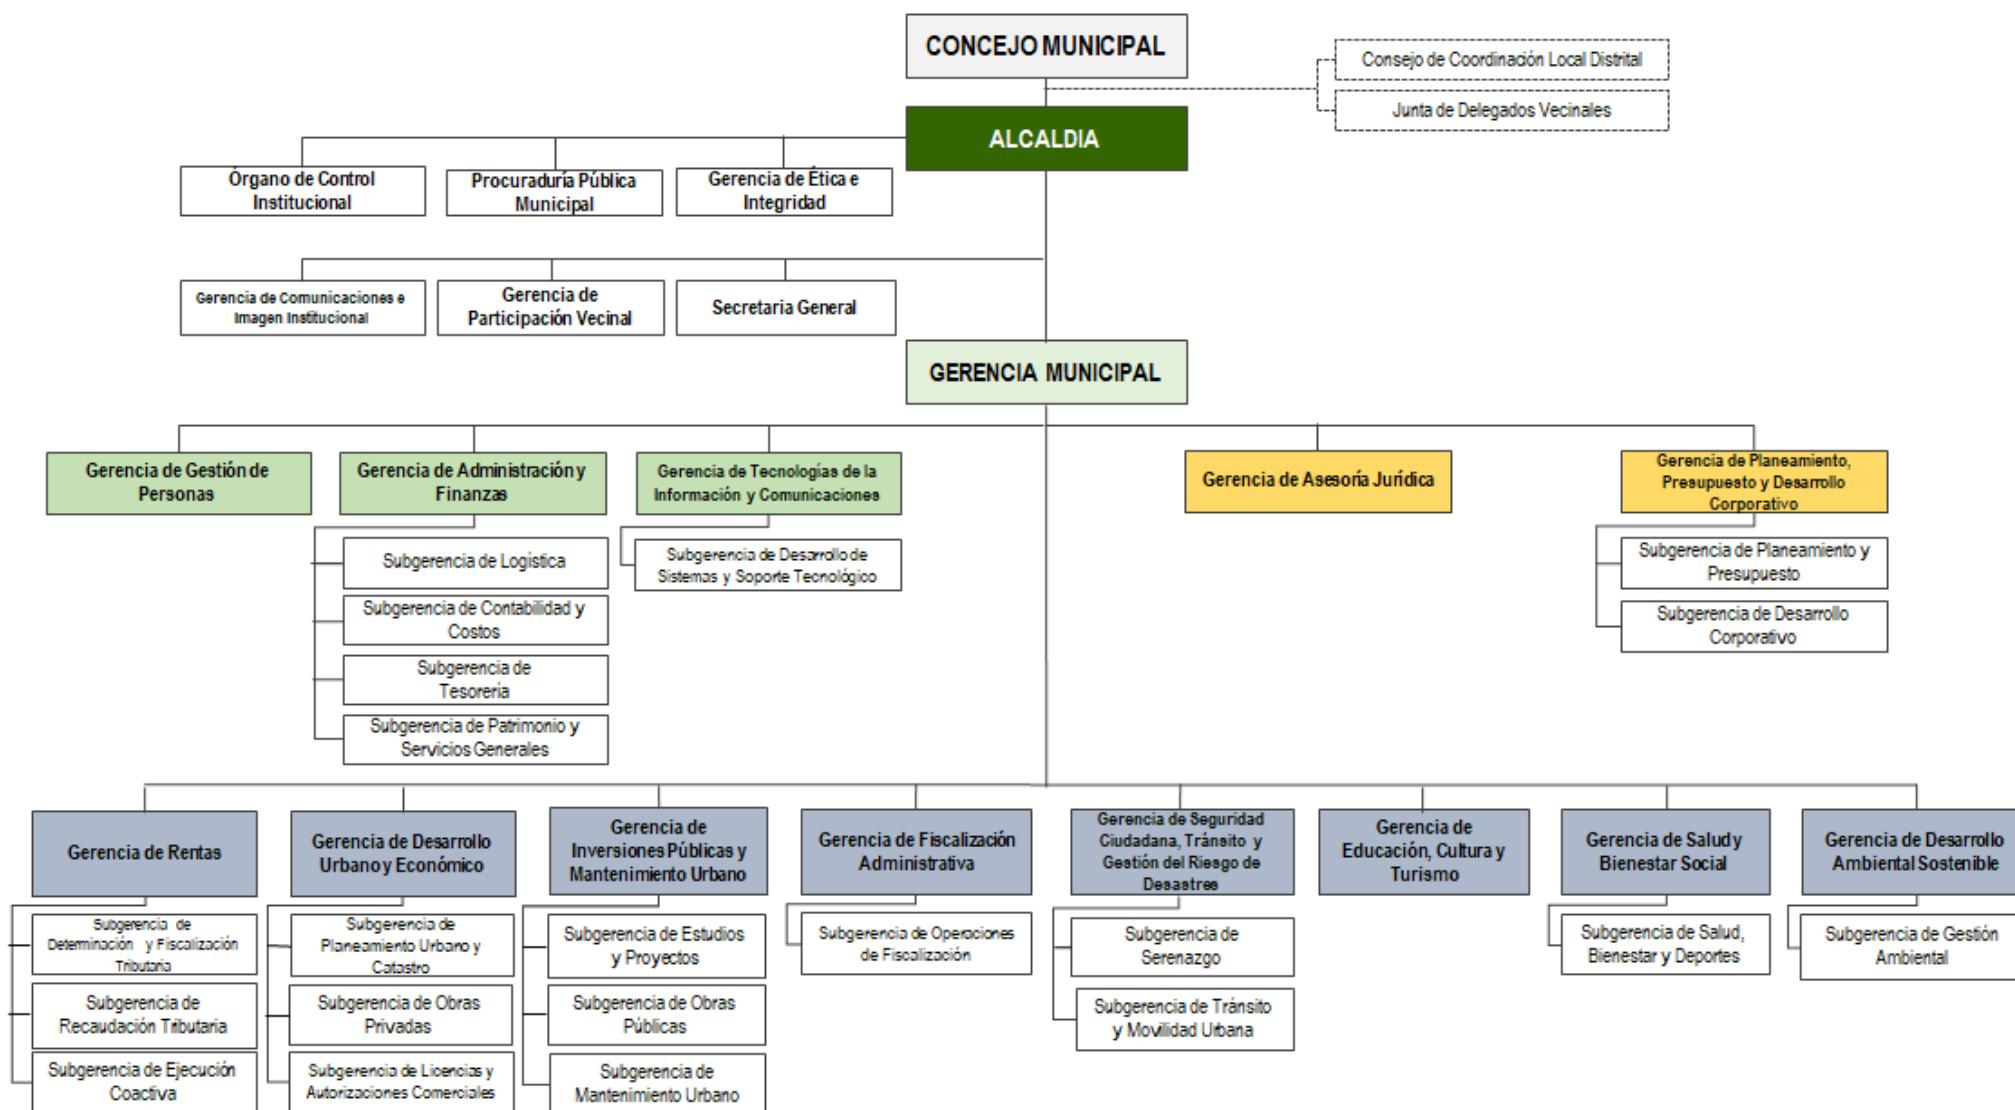 CONCEJO MUNICIPAL
Consejo de Coordinación Local Distrital
Junta de Delegados Vecinales
ALCALDIA
Órgano de Control
Institucional
Procuraduría Pública
Municipal
Gerencia de Ética e
Integridad
Gerencia de Comunicaciones e
Imagen Institucional
Gerencia de
Participación Vecinal
Secretaria General
GERENCIA MUNICIPAL
Gerencia de Gestión de
Personas
Gerencia de Administración y
Finanzas
Gerencia de Tecnologías de la
Información y Comunicaciones
Gerencia de Asesoría Jurídica
Gerencia de Planeamiento,
Presupuesto y Desarrollo
Corporativo
Subgerencia de Logística
Subgerencia de Contabilidad y
Costos
Subgerencia de
Tesorería
Subgerencia de Patrimonio y
Servicios Generales
Subgerencia de Desarrollo de
Sistemas y Soporte Tecnológico
Subgerencia de Planeamiento y
Presupuesto
Subgerencia de Desarrollo
Corporativo
Gerencia de Rentas
Gerencia de Desarrollo
Urbano y Económico
Gerencia de
Inversiones Públicas y
Mantenimiento Urbano
Gerencia de Fiscalización
Administrativa
Gerencia de Seguridad
Ciudadana, Tránsito y
Gestión del Riesgo de
Desastres
Gerencia de
Educación, Cultura y
Turismo
Gerencia de Salud y
Bienestar Social
Gerencia de Desarrollo
Ambiental Sostenible
Subgerencia de
Determinación y Fiscalización
Tributaria
Subgerencia de
Recaudación Tributaria
Subgerencia de Ejecución
Coactiva
Subgerencia de
Planeamiento Urbano y
Catastro
Subgerencia de Obras
Privadas
Subgerencia de Licencias y
Autorizaciones Comerciales
Subgerencia de Estudios
y Proyectos
Subgerencia de Obras
Públicas
Subgerencia de
Mantenimiento Urbano
Subgerencia de Operaciones
de Fiscalización
Subgerencia de
Serenazgo
Subgerencia de Tránsito
y Movilidad Urbana
Subgerencia de Salud,
Bienestar y Deportes
Subgerencia de Gestión
Ambiental